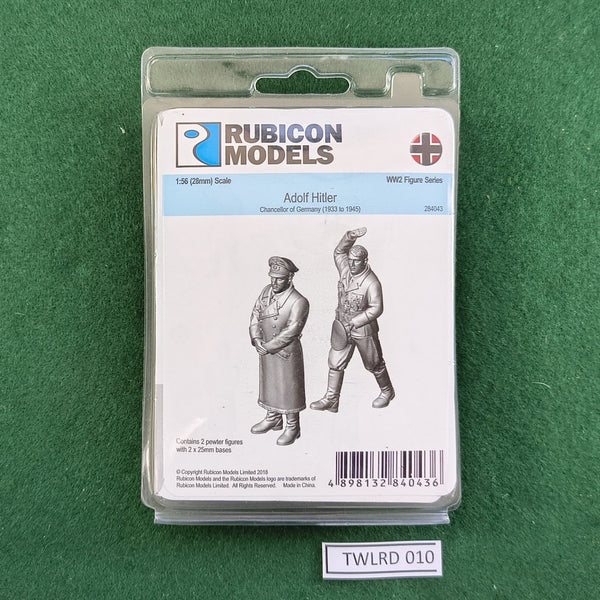 RUBICON
MODELS
1:56 (28mm) Scale
WW2 Figure Series
Adolf Hitler
Chancellor of Germany (1933 to 1945)
284043
Contains 2 pewter figures
with 2 x 25mm bases
© Copyright Rubicon Models Limited 2018
Rubicon Models and the Rubicon Models logo are trademarks of
Rubicon Models Limited. All Rights Reserved. Made in China.
4 898132 840436
TWLRD 010